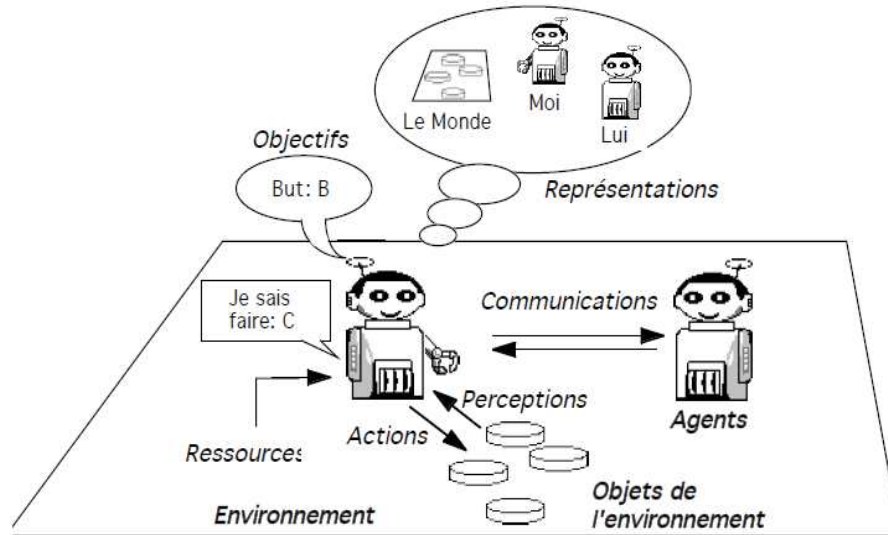 Le Monde
Moi
Lui
Objectifs
But: B
Représentations
Je sais
faire: C
Communications
Perceptions
Actions
Agents
Ressources
Environnement
Objets de
l'environnement